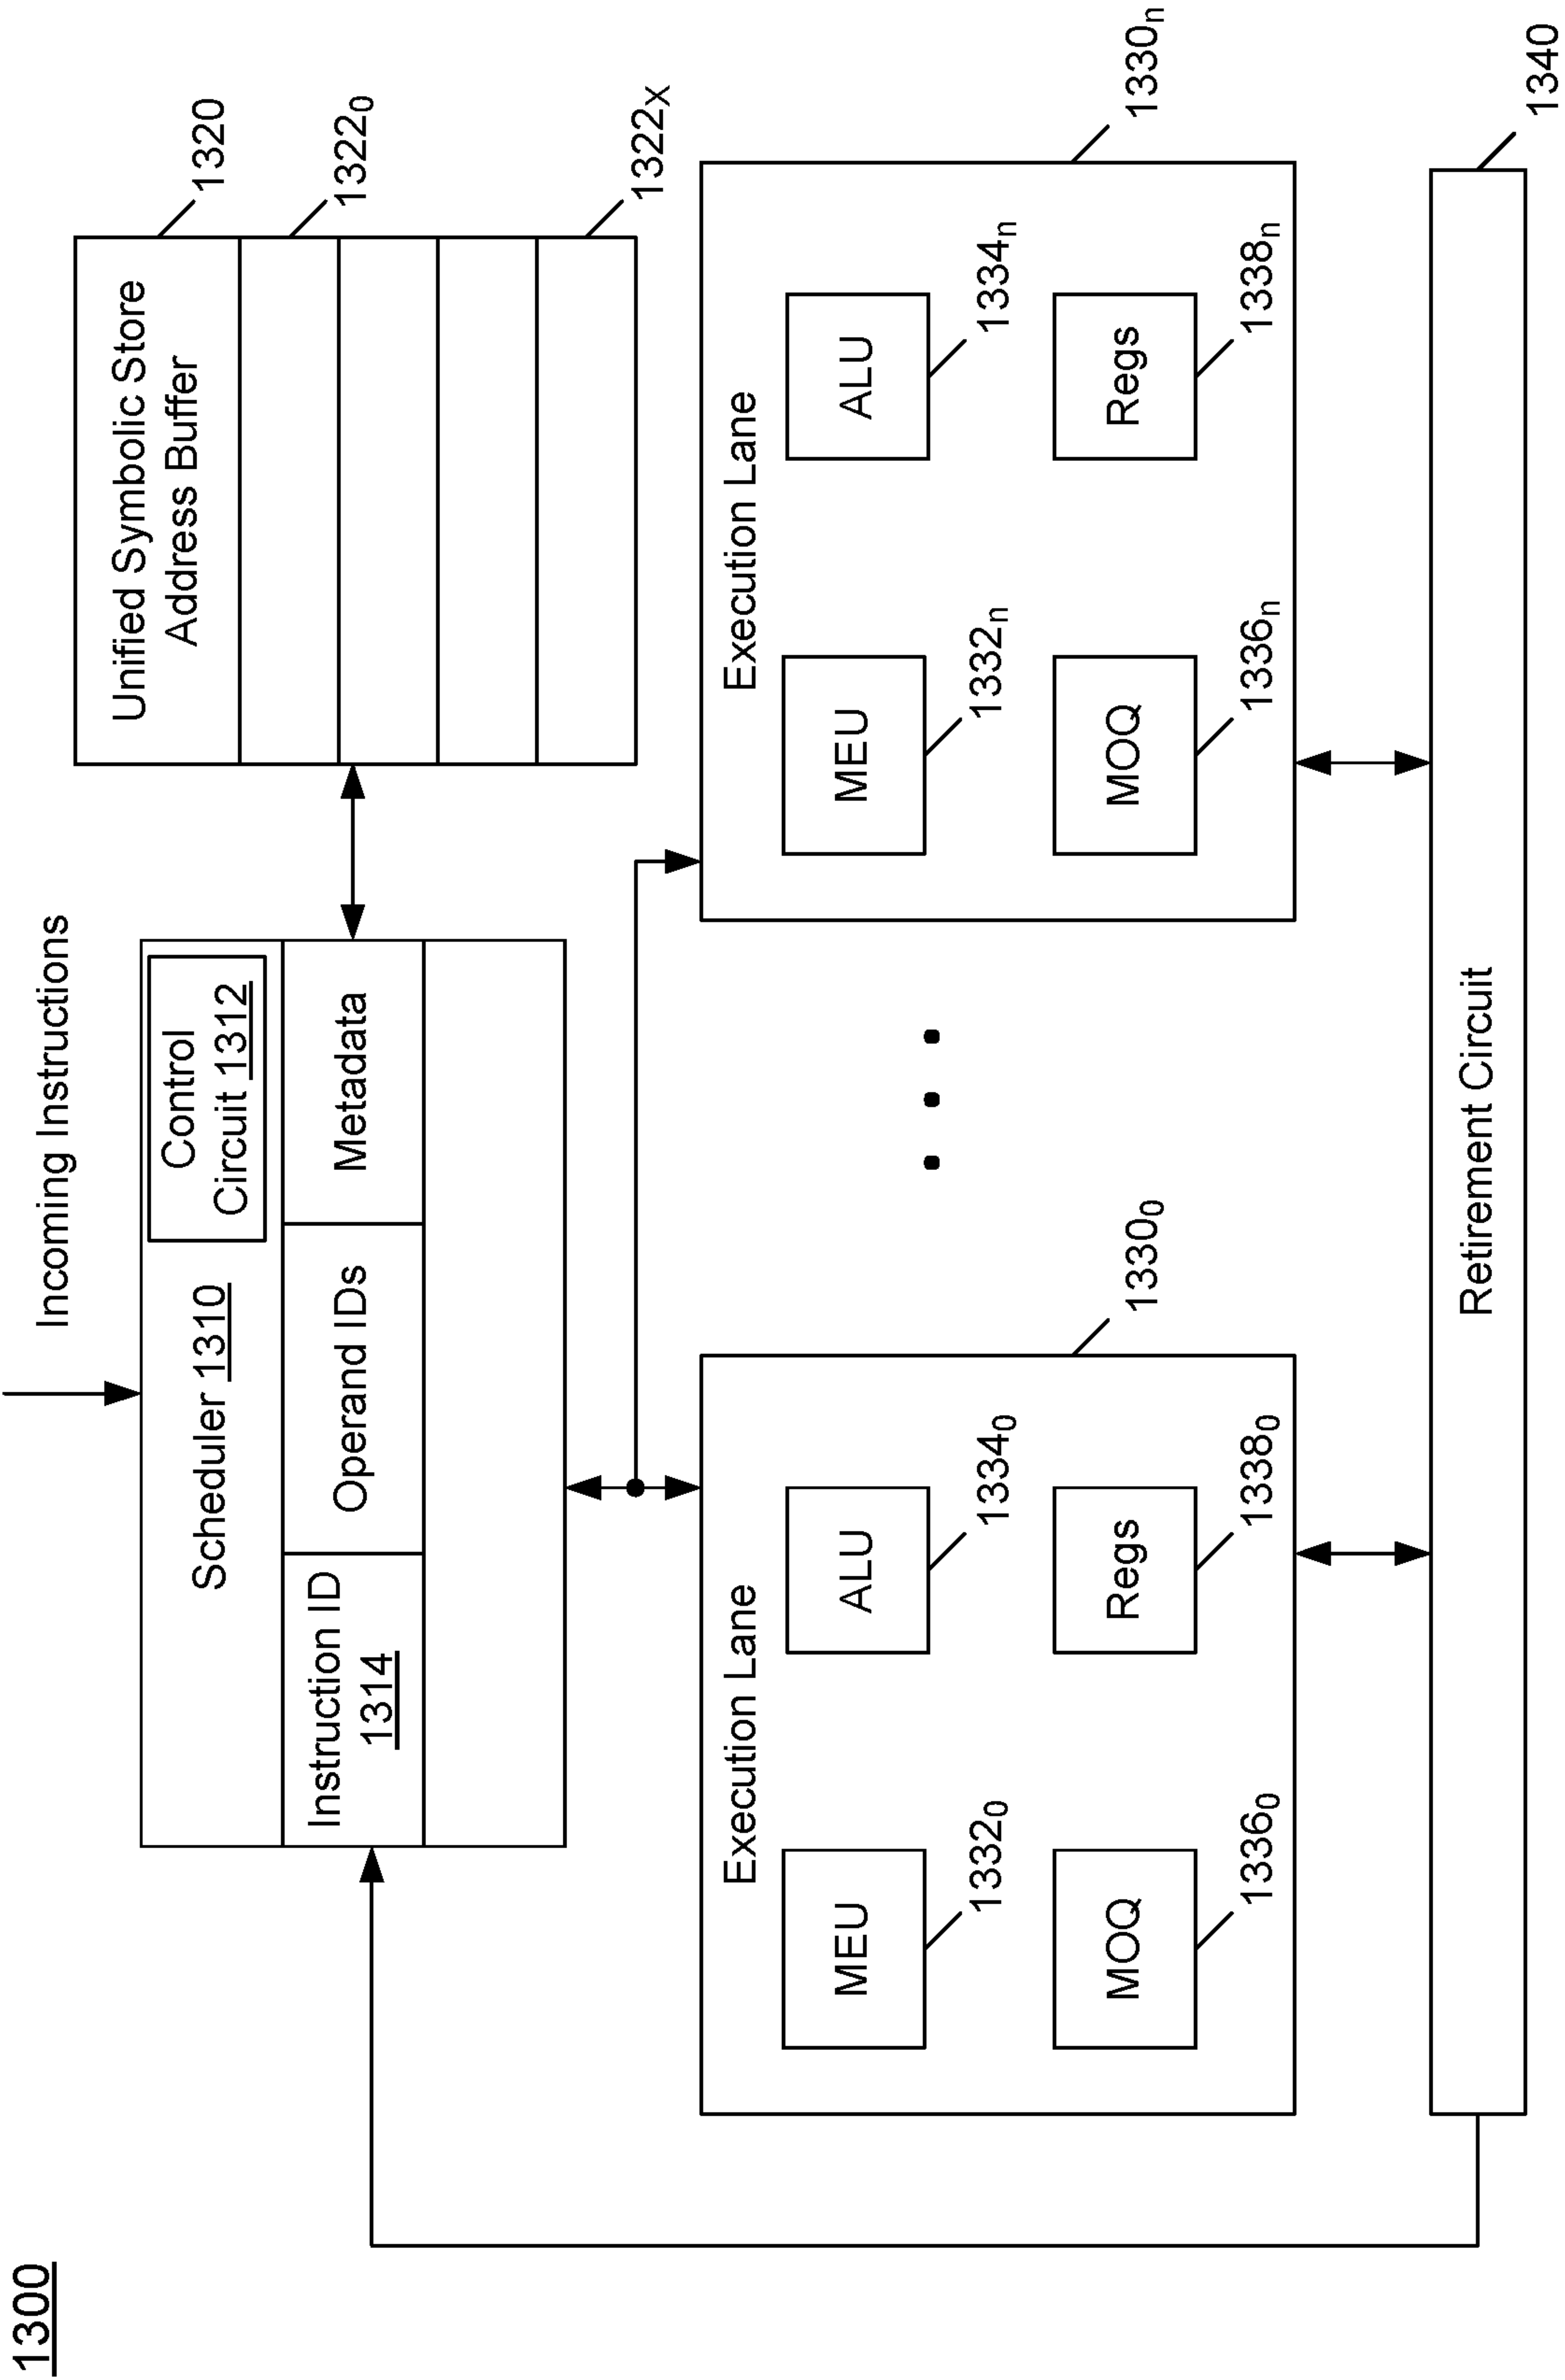 1300
Incoming Instructions
Scheduler 1310
Control
Circuit 1312
Instruction ID
1314
Operand IDs
Metadata
Unified Symbolic Store
Address Buffer
1320
1322₀
1322ₓ
Execution Lane
MEU
1332₀
ALU
1334₀
MOQ
1336₀
Regs
1338₀
1330₀
Execution Lane
MEU
1332ₙ
ALU
1334ₙ
MOQ
1336ₙ
Regs
1338ₙ
1330ₙ
Retirement Circuit
1340